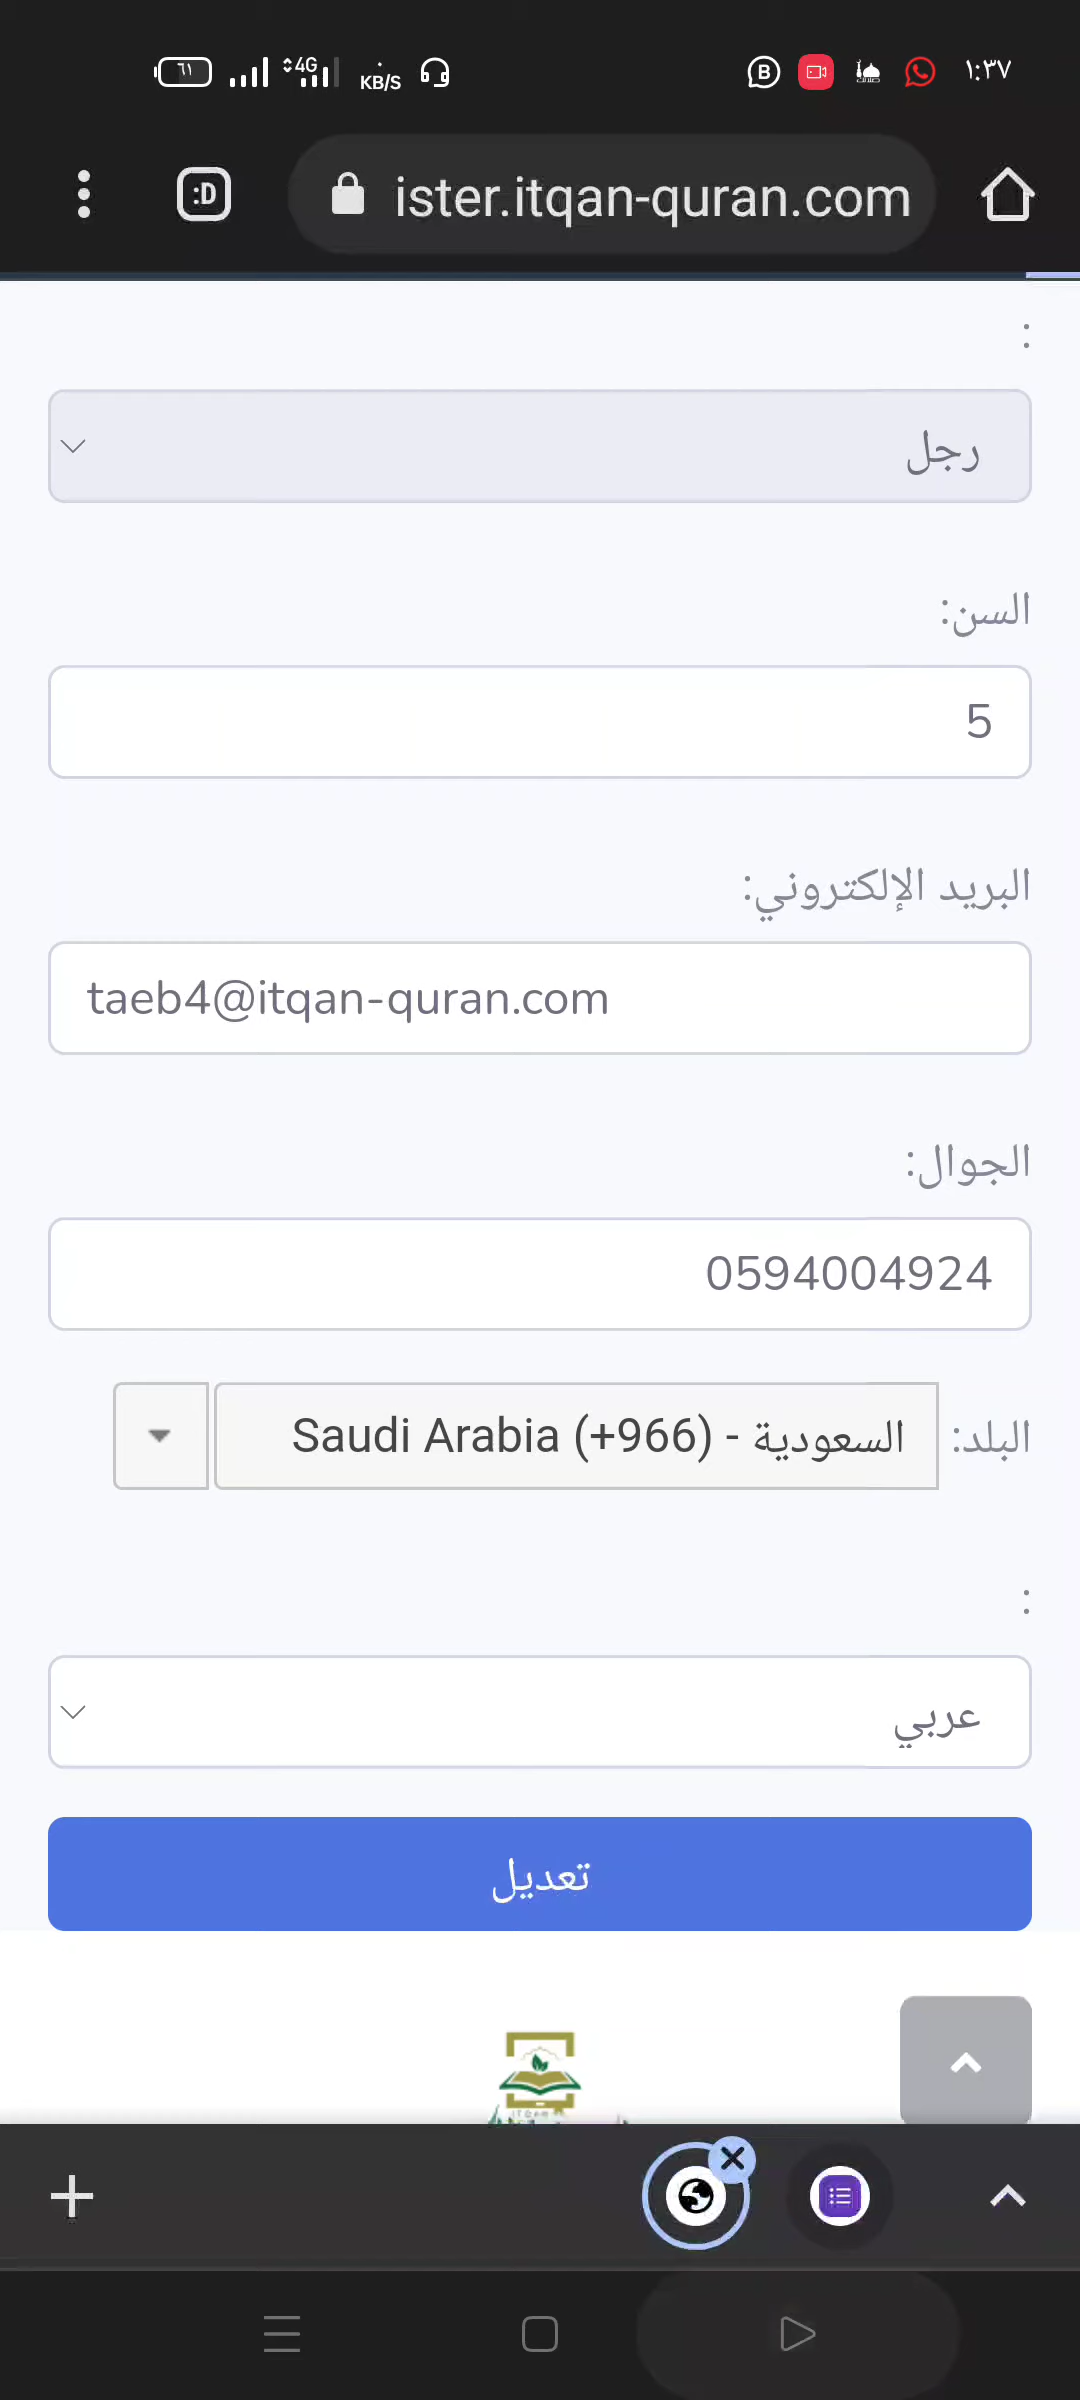 ٦١ 4G KB/S B ١:٣٧
:D ister.itqan-quran.com
:
رجل
السن:
5
البريد الإلكتروني:
taeb4@itqan-quran.com
الجوال:
0594004924
البلد: السعودية - Saudi Arabia (+966)
:
عربي
تعديل